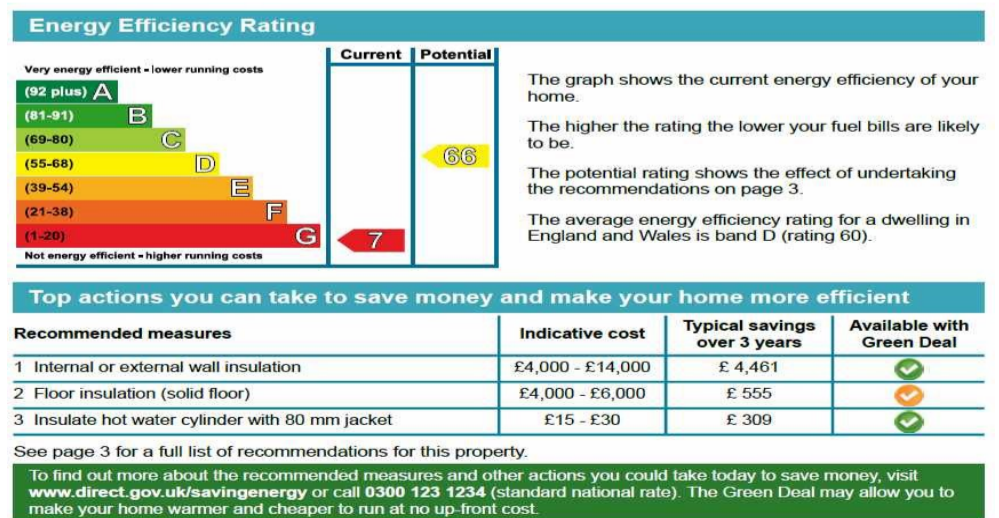 Energy Efficiency Rating
Current Potential
Very energy efficient - lower running costs
(92 plus) A
(81-91) B
(69-80) C
(55-68) D
(39-54) E
(21-38) F
(1-20) G
Not energy efficient - higher running costs
66
7
The graph shows the current energy efficiency of your
home.
The higher the rating the lower your fuel bills are likely
to be.
The potential rating shows the effect of undertaking
the recommendations on page 3.
The average energy efficiency rating for a dwelling in
England and Wales is band D (rating 60).
Top actions you can take to save money and make your home more efficient
Recommended measures Indicative cost Typical savings over 3 years Available with Green Deal
1 Internal or external wall insulation £4,000 - £14,000 £ 4,461
2 Floor insulation (solid floor) £4,000 - £6,000 £ 555
3 Insulate hot water cylinder with 80 mm jacket £15 - £30 £ 309
See page 3 for a full list of recommendations for this property.
To find out more about the recommended measures and other actions you could take today to save money, visit
www.direct.gov.uk/savingenergy or call 0300 123 1234 (standard national rate). The Green Deal may allow you to
make your home warmer and cheaper to run at no up-front cost.